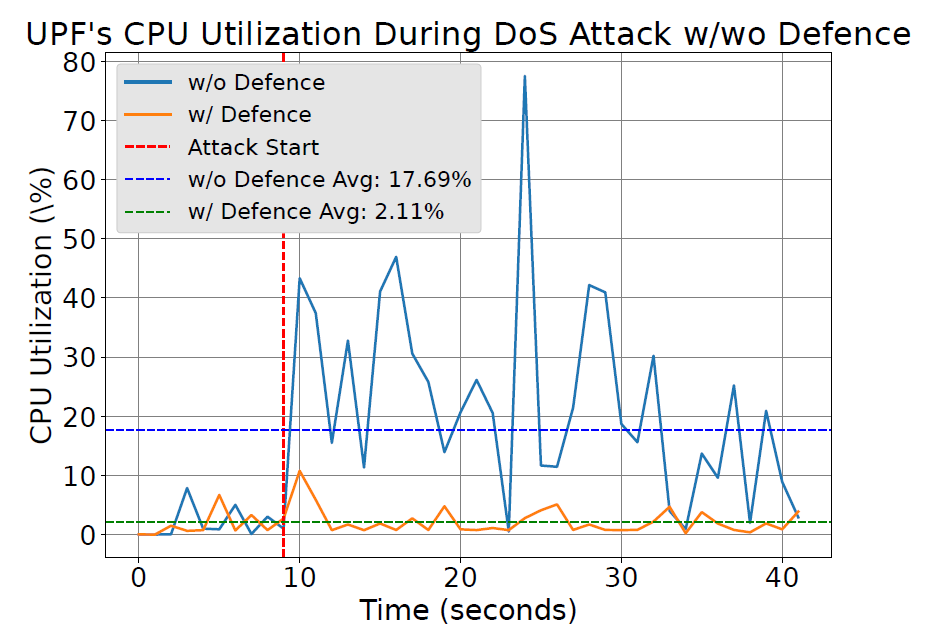 UPF's CPU Utilization During DoS Attack w/wo Defence
80
70
60
50
40
30
20
10
0
CPU Utilization (\%)
w/o Defence
w/ Defence
Attack Start
w/o Defence Avg: 17.69%
w/ Defence Avg: 2.11%
0 10 20 30 40
Time (seconds)